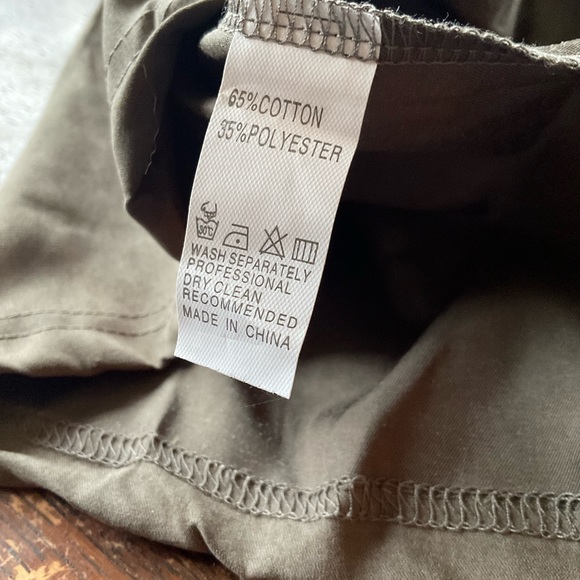 65%COTTON
35%POLYESTER
30°C
WASH SEPARATELY
PROFESSIONAL
DRY CLEAN
RECOMMENDED
MADE IN CHINA